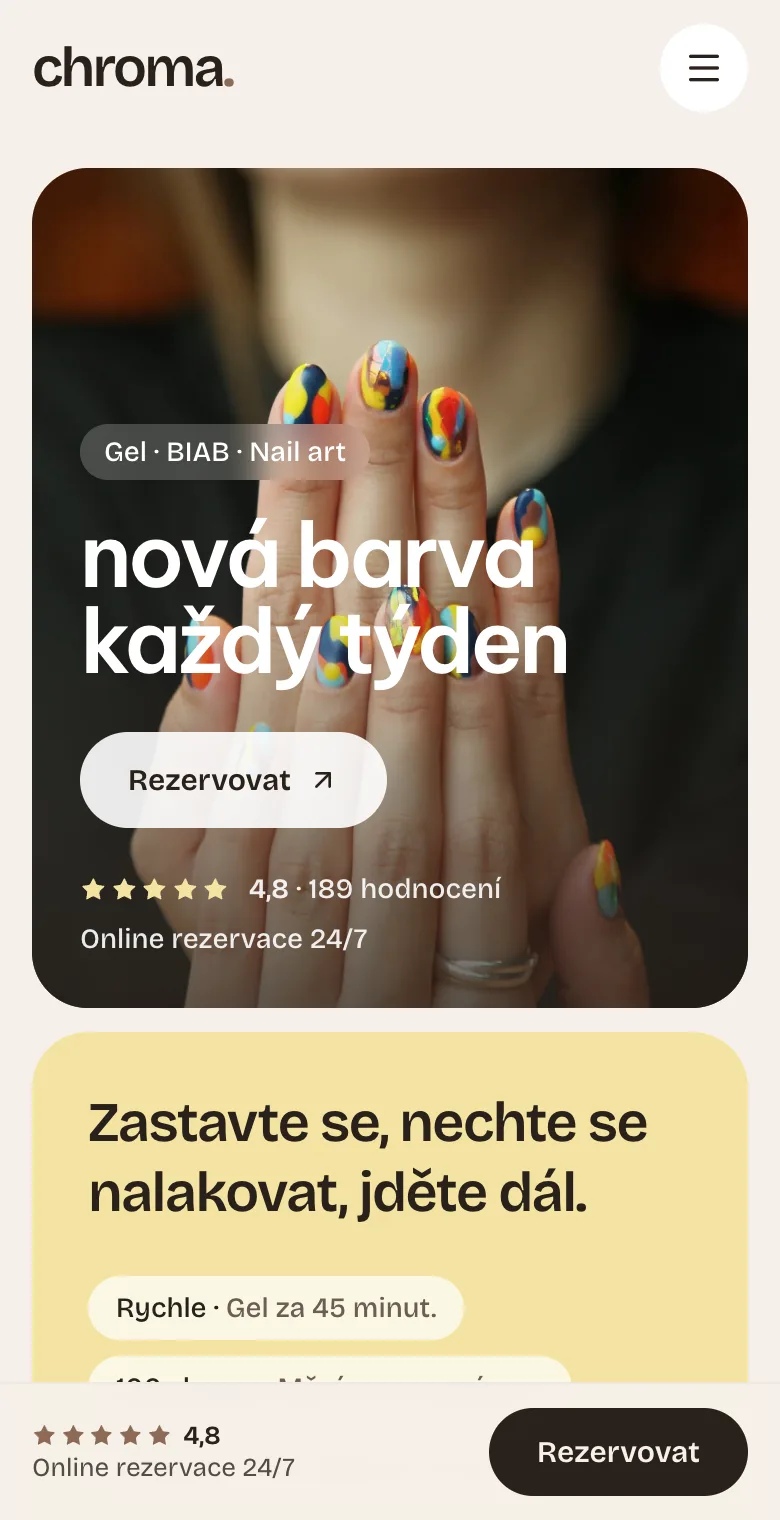 chroma.
Gel · BIAB · Nail art
nová barva
každý týden
Rezervovat
4,8 · 189 hodnocení
Online rezervace 24/7
Zastavte se, nechte se
nalakovat, jděte dál.
Rychle · Gel za 45 minut.
4,8
Online rezervace 24/7
Rezervovat